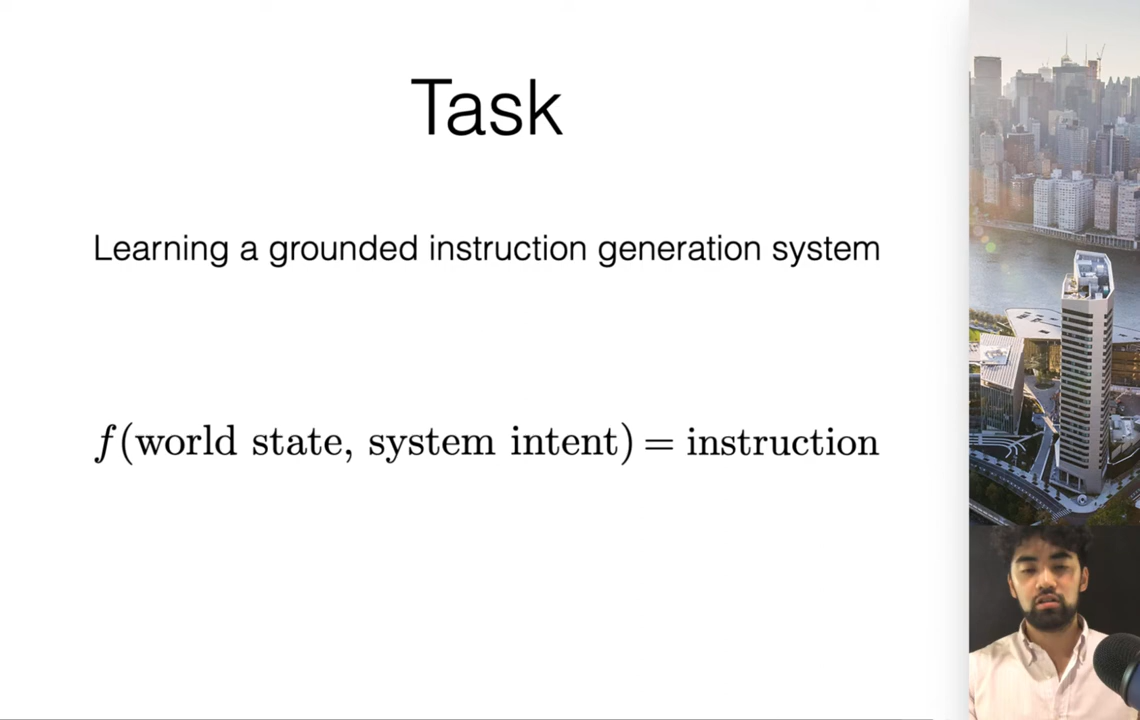 Task
Learning a grounded instruction generation system
f(world state, system intent) = instruction